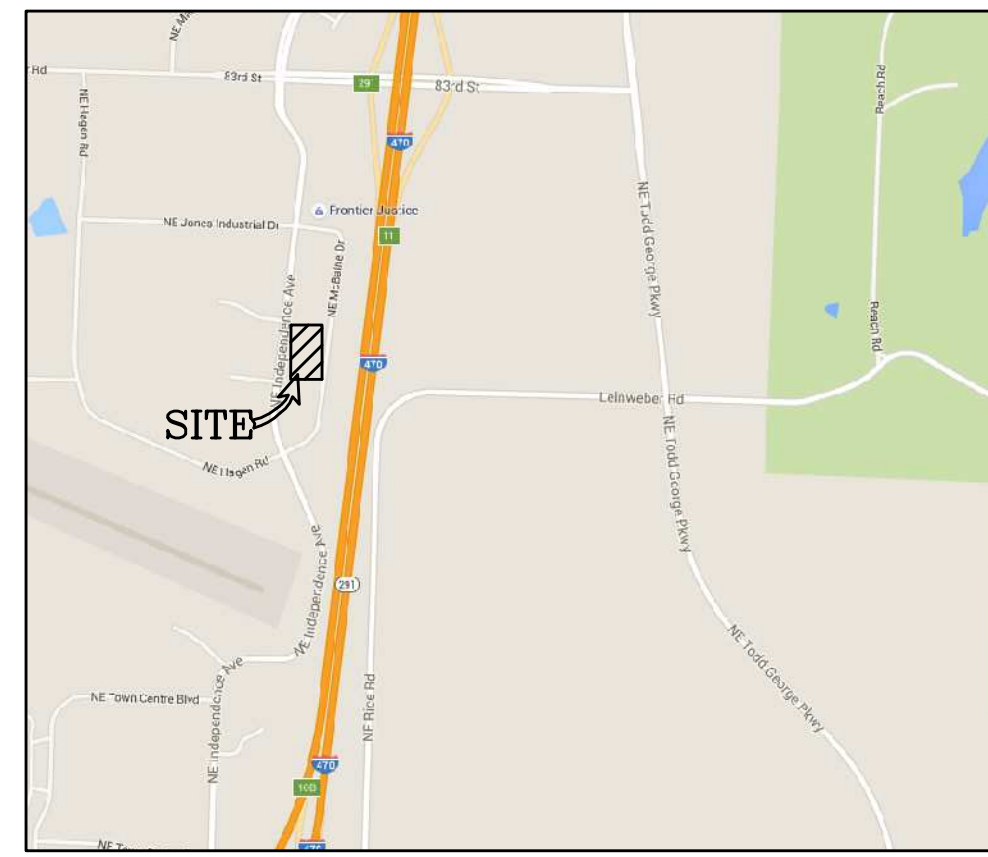 83rd St
291
83rd St
NE Hagen Rd
470
Reach Rd
Frontier Justice
NE Jones Industrial Dr
11
NE McBaine Dr
NE Independence Ave
NE Todd George Pkwy
470
Reach Rd
Leinweber Rd
SITE
NE Hagen Rd
NE Todd George Pkwy
NE Independence Ave
291
NE Todd George Pkwy
NE Town Centre Blvd
NE Independence Ave
NE Rice Rd
470
10B
470